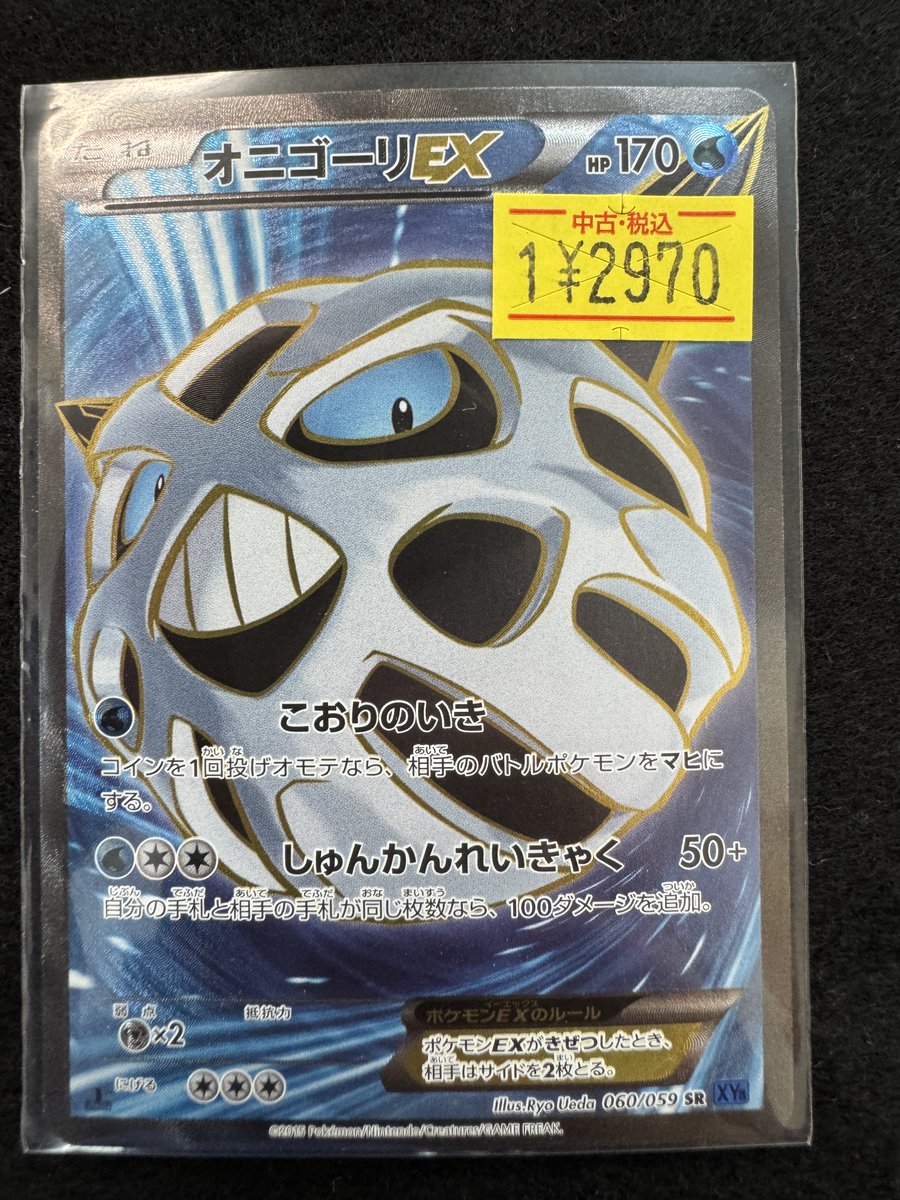 たね オニゴーリEX HP170
中古・税込
1¥2970
こおりのいき
コインを1回投げオモテなら、相手のバトルポケモンをマヒに
する。
しゅんかんれいきゃく 50+
自分の手札と相手の手札が同じ枚数なら、100ダメージを追加。
弱点 抵抗力
×2
にげる
ポケモンEXのルール
ポケモンEXがきぜつしたとき、
相手はサイドを2枚とる。
Illus.Ryo Ueda 060/059 SR XY8
©2015 Pokémon/Nintendo/Creatures/GAME FREAK.